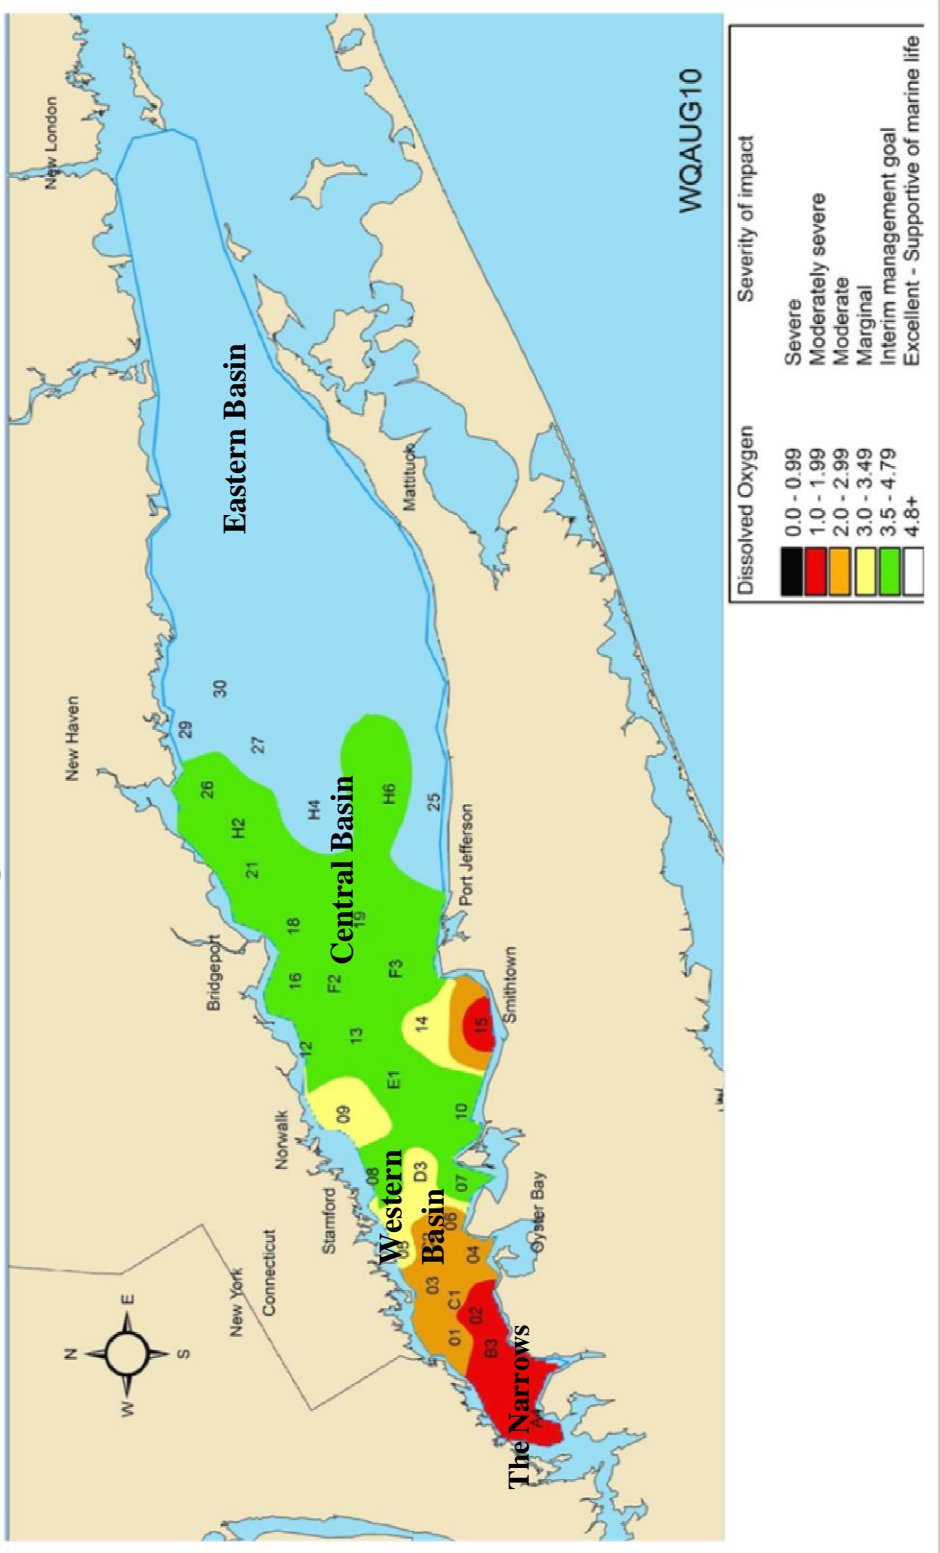 New London
New Haven
Bridgeport
Norwalk
Stamford
Connecticut
New York
N
W
E
S
Eastern Basin
Central Basin
Western
Basin
The Narrows
Mattituck
Port Jefferson
Smithtown
Oyster Bay
29
30
27
26
H2
H4
H6
25
21
18
19
16
F2
F3
12
13
14
15
E1
09
10
08
D3
07
06
05
04
03
C1
02
01
B3
A4
WQAUG10
Dissolved Oxygen
Severity of impact
0.0 - 0.99 Severe
1.0 - 1.99 Moderately severe
2.0 - 2.99 Moderate
3.0 - 3.49 Marginal
3.5 - 4.79 Interim management goal
4.8+ Excellent - Supportive of marine life